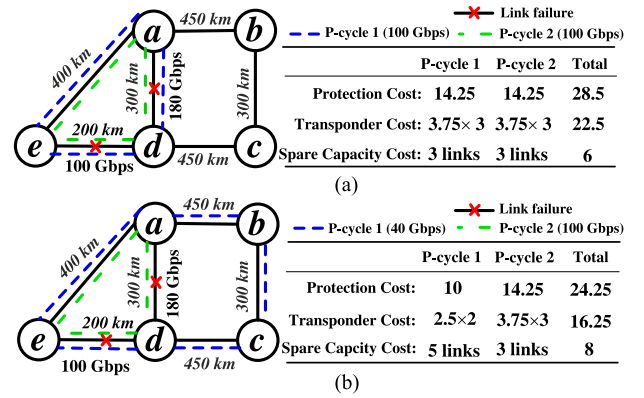 Link failure
P-cycle 1 (100 Gbps) P-cycle 2 (100 Gbps)
a 450 km b
400 km 300 km 180 Gbps 300 km
200 km
e d 450 km c
100 Gbps
P-cycle 1 P-cycle 2 Total
Protection Cost: 14.25 14.25 28.5
Transponder Cost: 3.75× 3 3.75× 3 22.5
Spare Capacity Cost: 3 links 3 links 6
(a)
Link failure
P-cycle 1 (40 Gbps) P-cycle 2 (100 Gbps)
450 km
a b
400 km 300 km 180 Gbps 300 km
200 km
e d 450 km c
100 Gbps
P-cycle 1 P-cycle 2 Total
Protection Cost: 10 14.25 24.25
Transponder Cost: 2.5×2 3.75×3 16.25
Spare Capcity Cost: 5 links 3 links 8
(b)